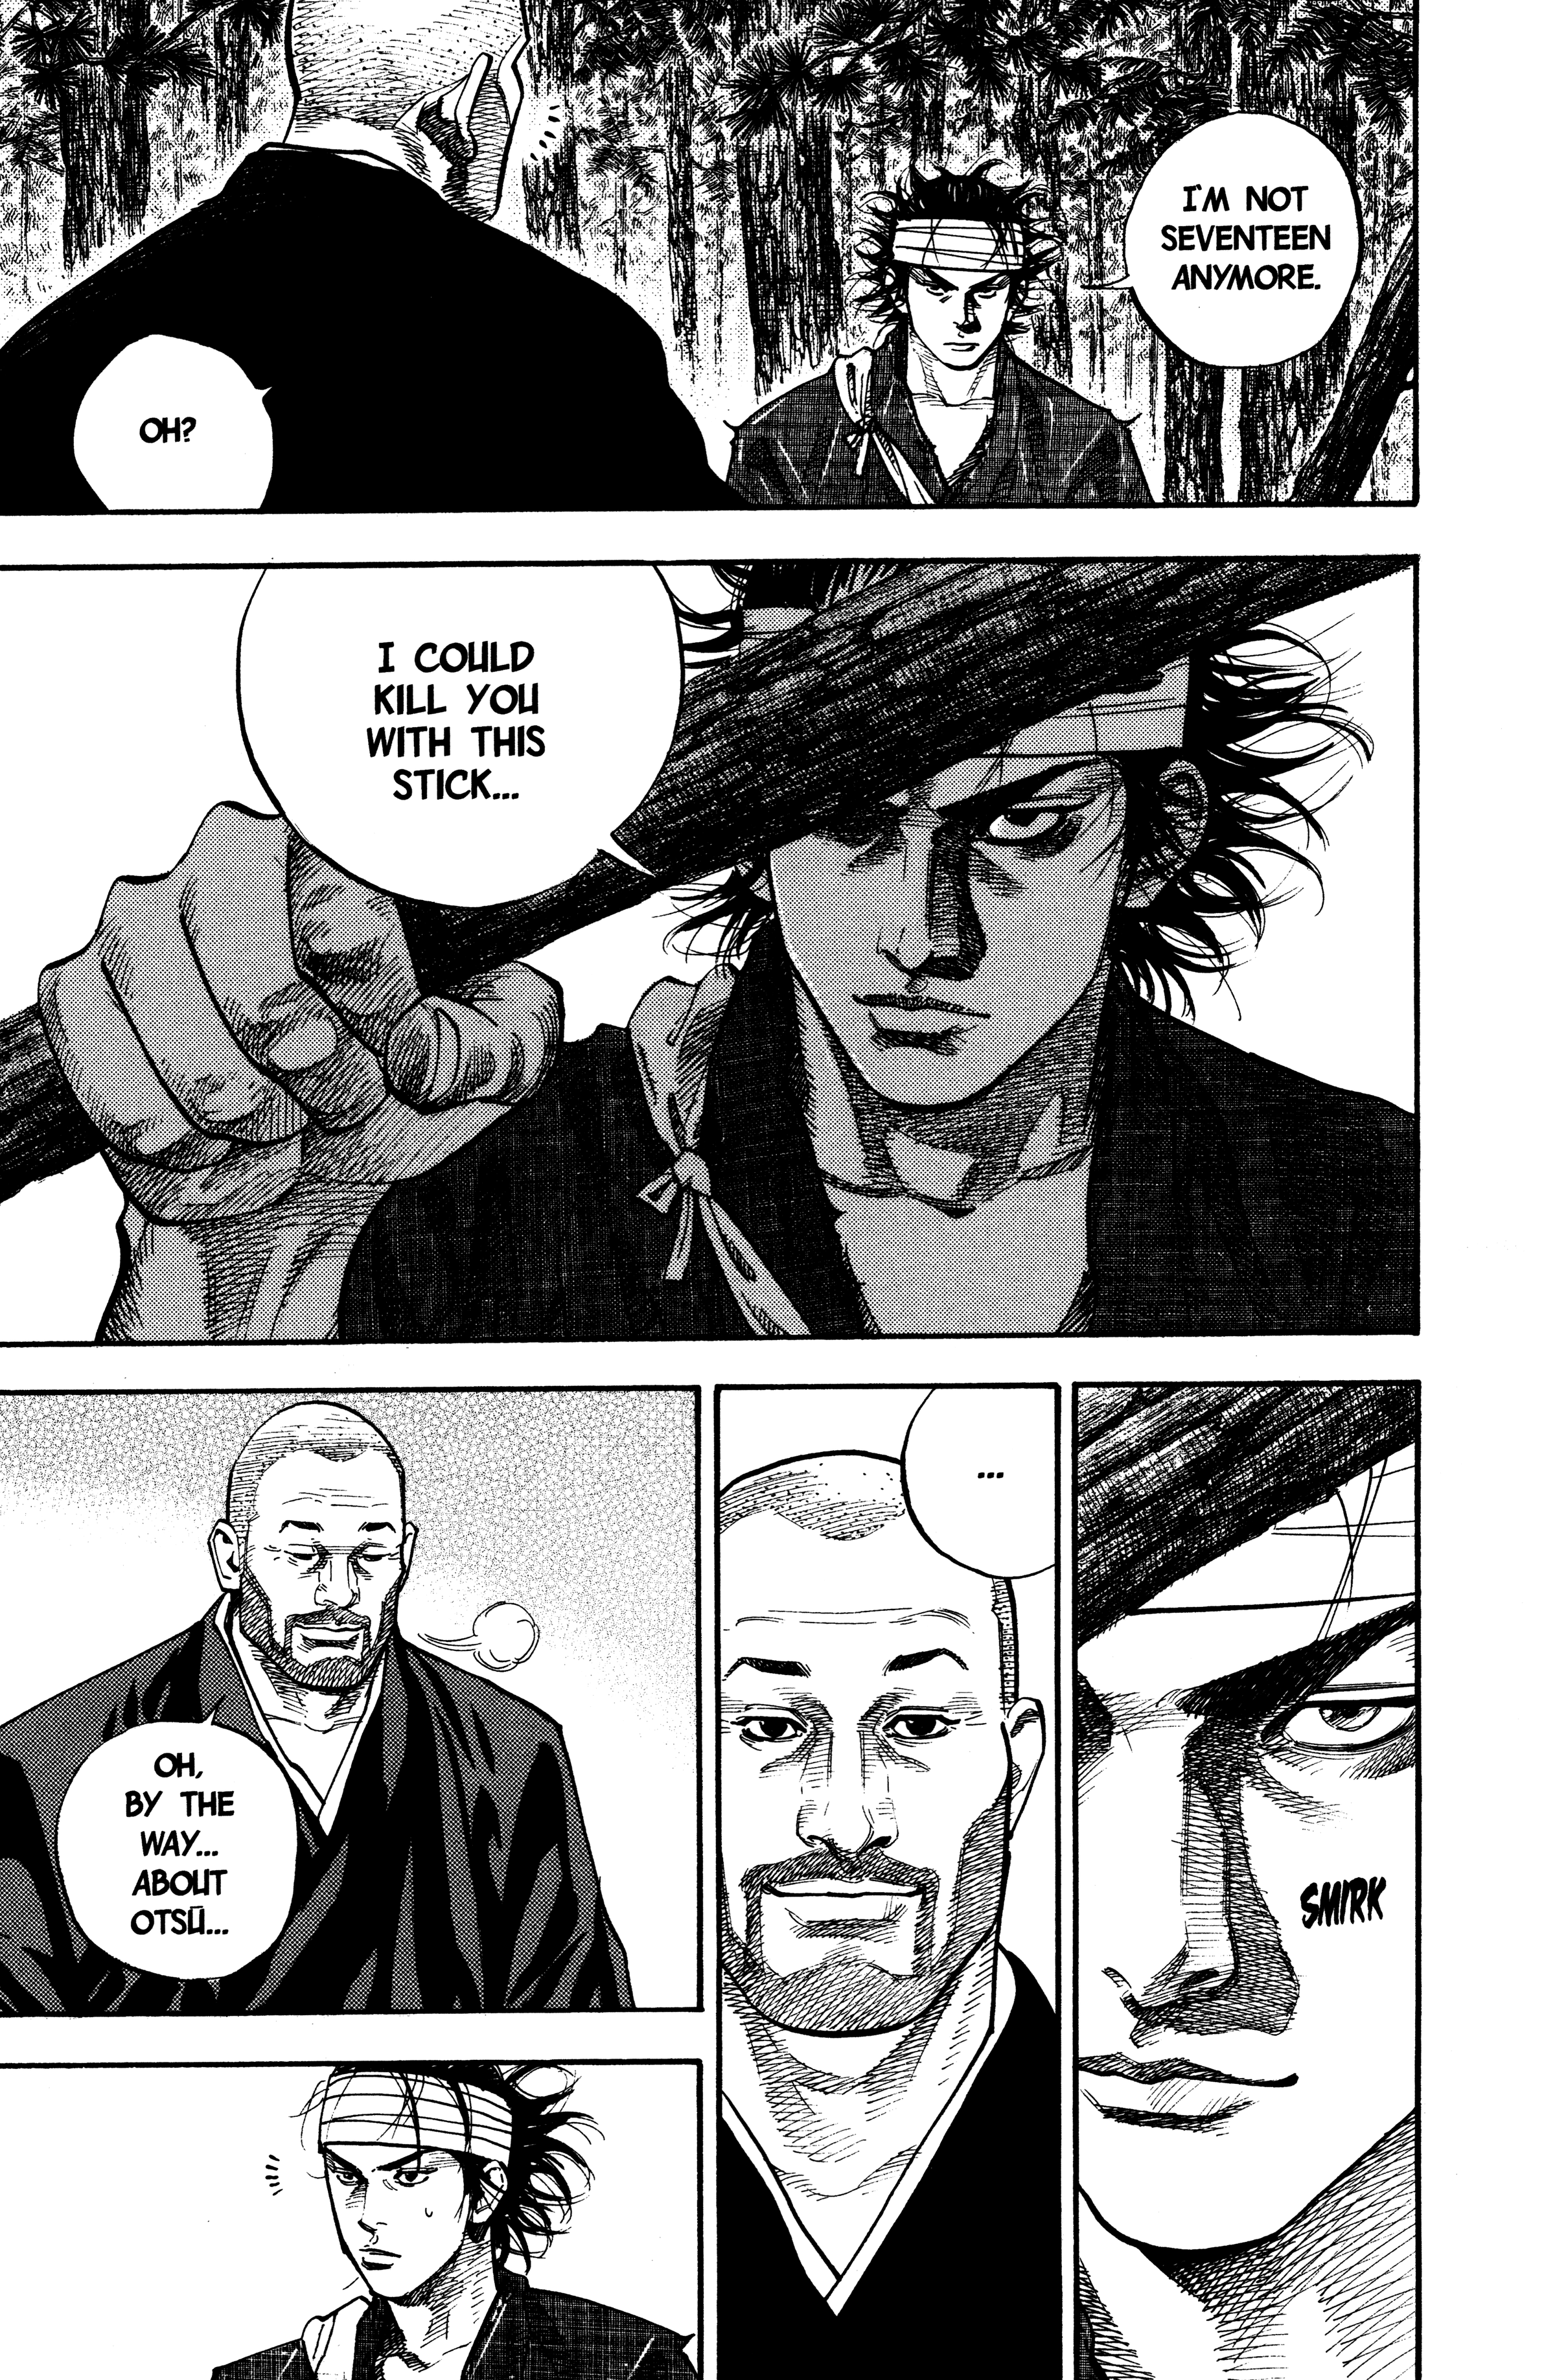 I'M NOT
SEVENTEEN
ANYMORE.
OH?
I COULD
KILL YOU
WITH THIS
STICK...
SMIRK
...
OH,
BY THE
WAY...
ABOUT
OTSŪ...